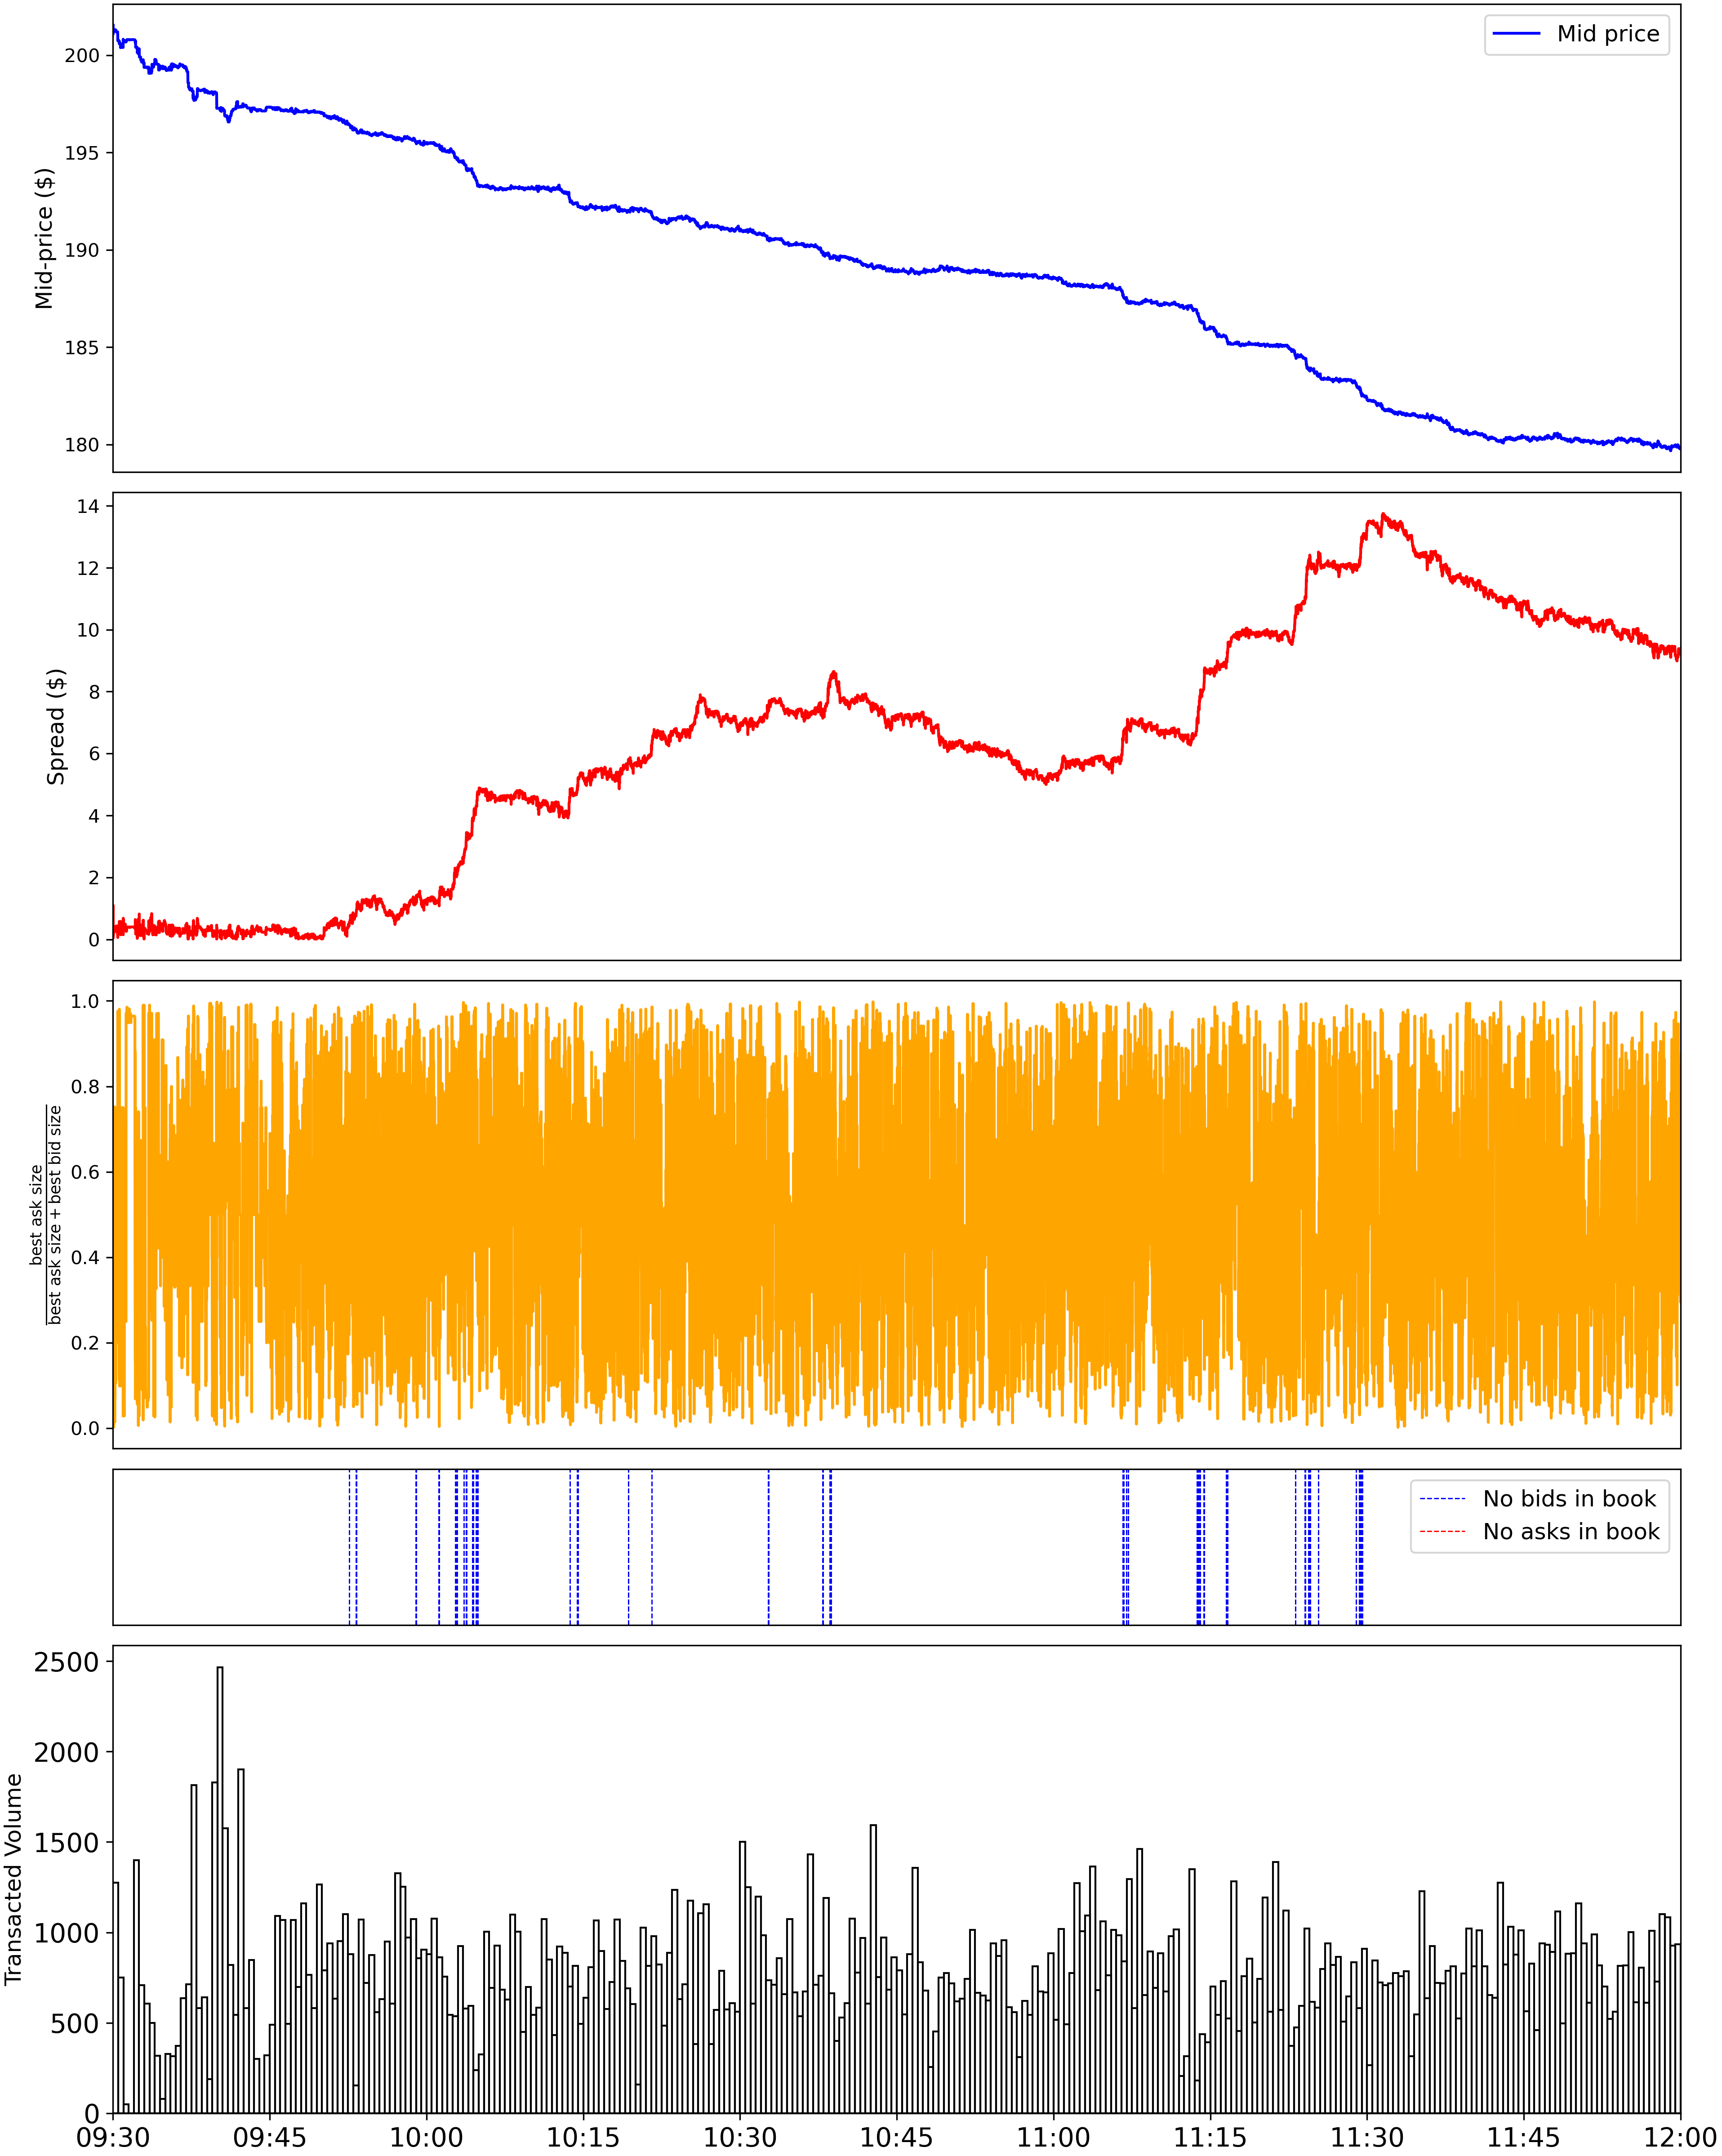 Mid price
200
195
190
185
180
Mid-price ($)
14
12
10
8
6
4
2
0
Spread ($)
1.0
0.8
0.6
0.4
0.2
0.0
best ask size
best ask size + best bid size
No bids in book
No asks in book
2500
2000
1500
1000
500
0
Transacted Volume
09:30 09:45 10:00 10:15 10:30 10:45 11:00 11:15 11:30 11:45 12:00